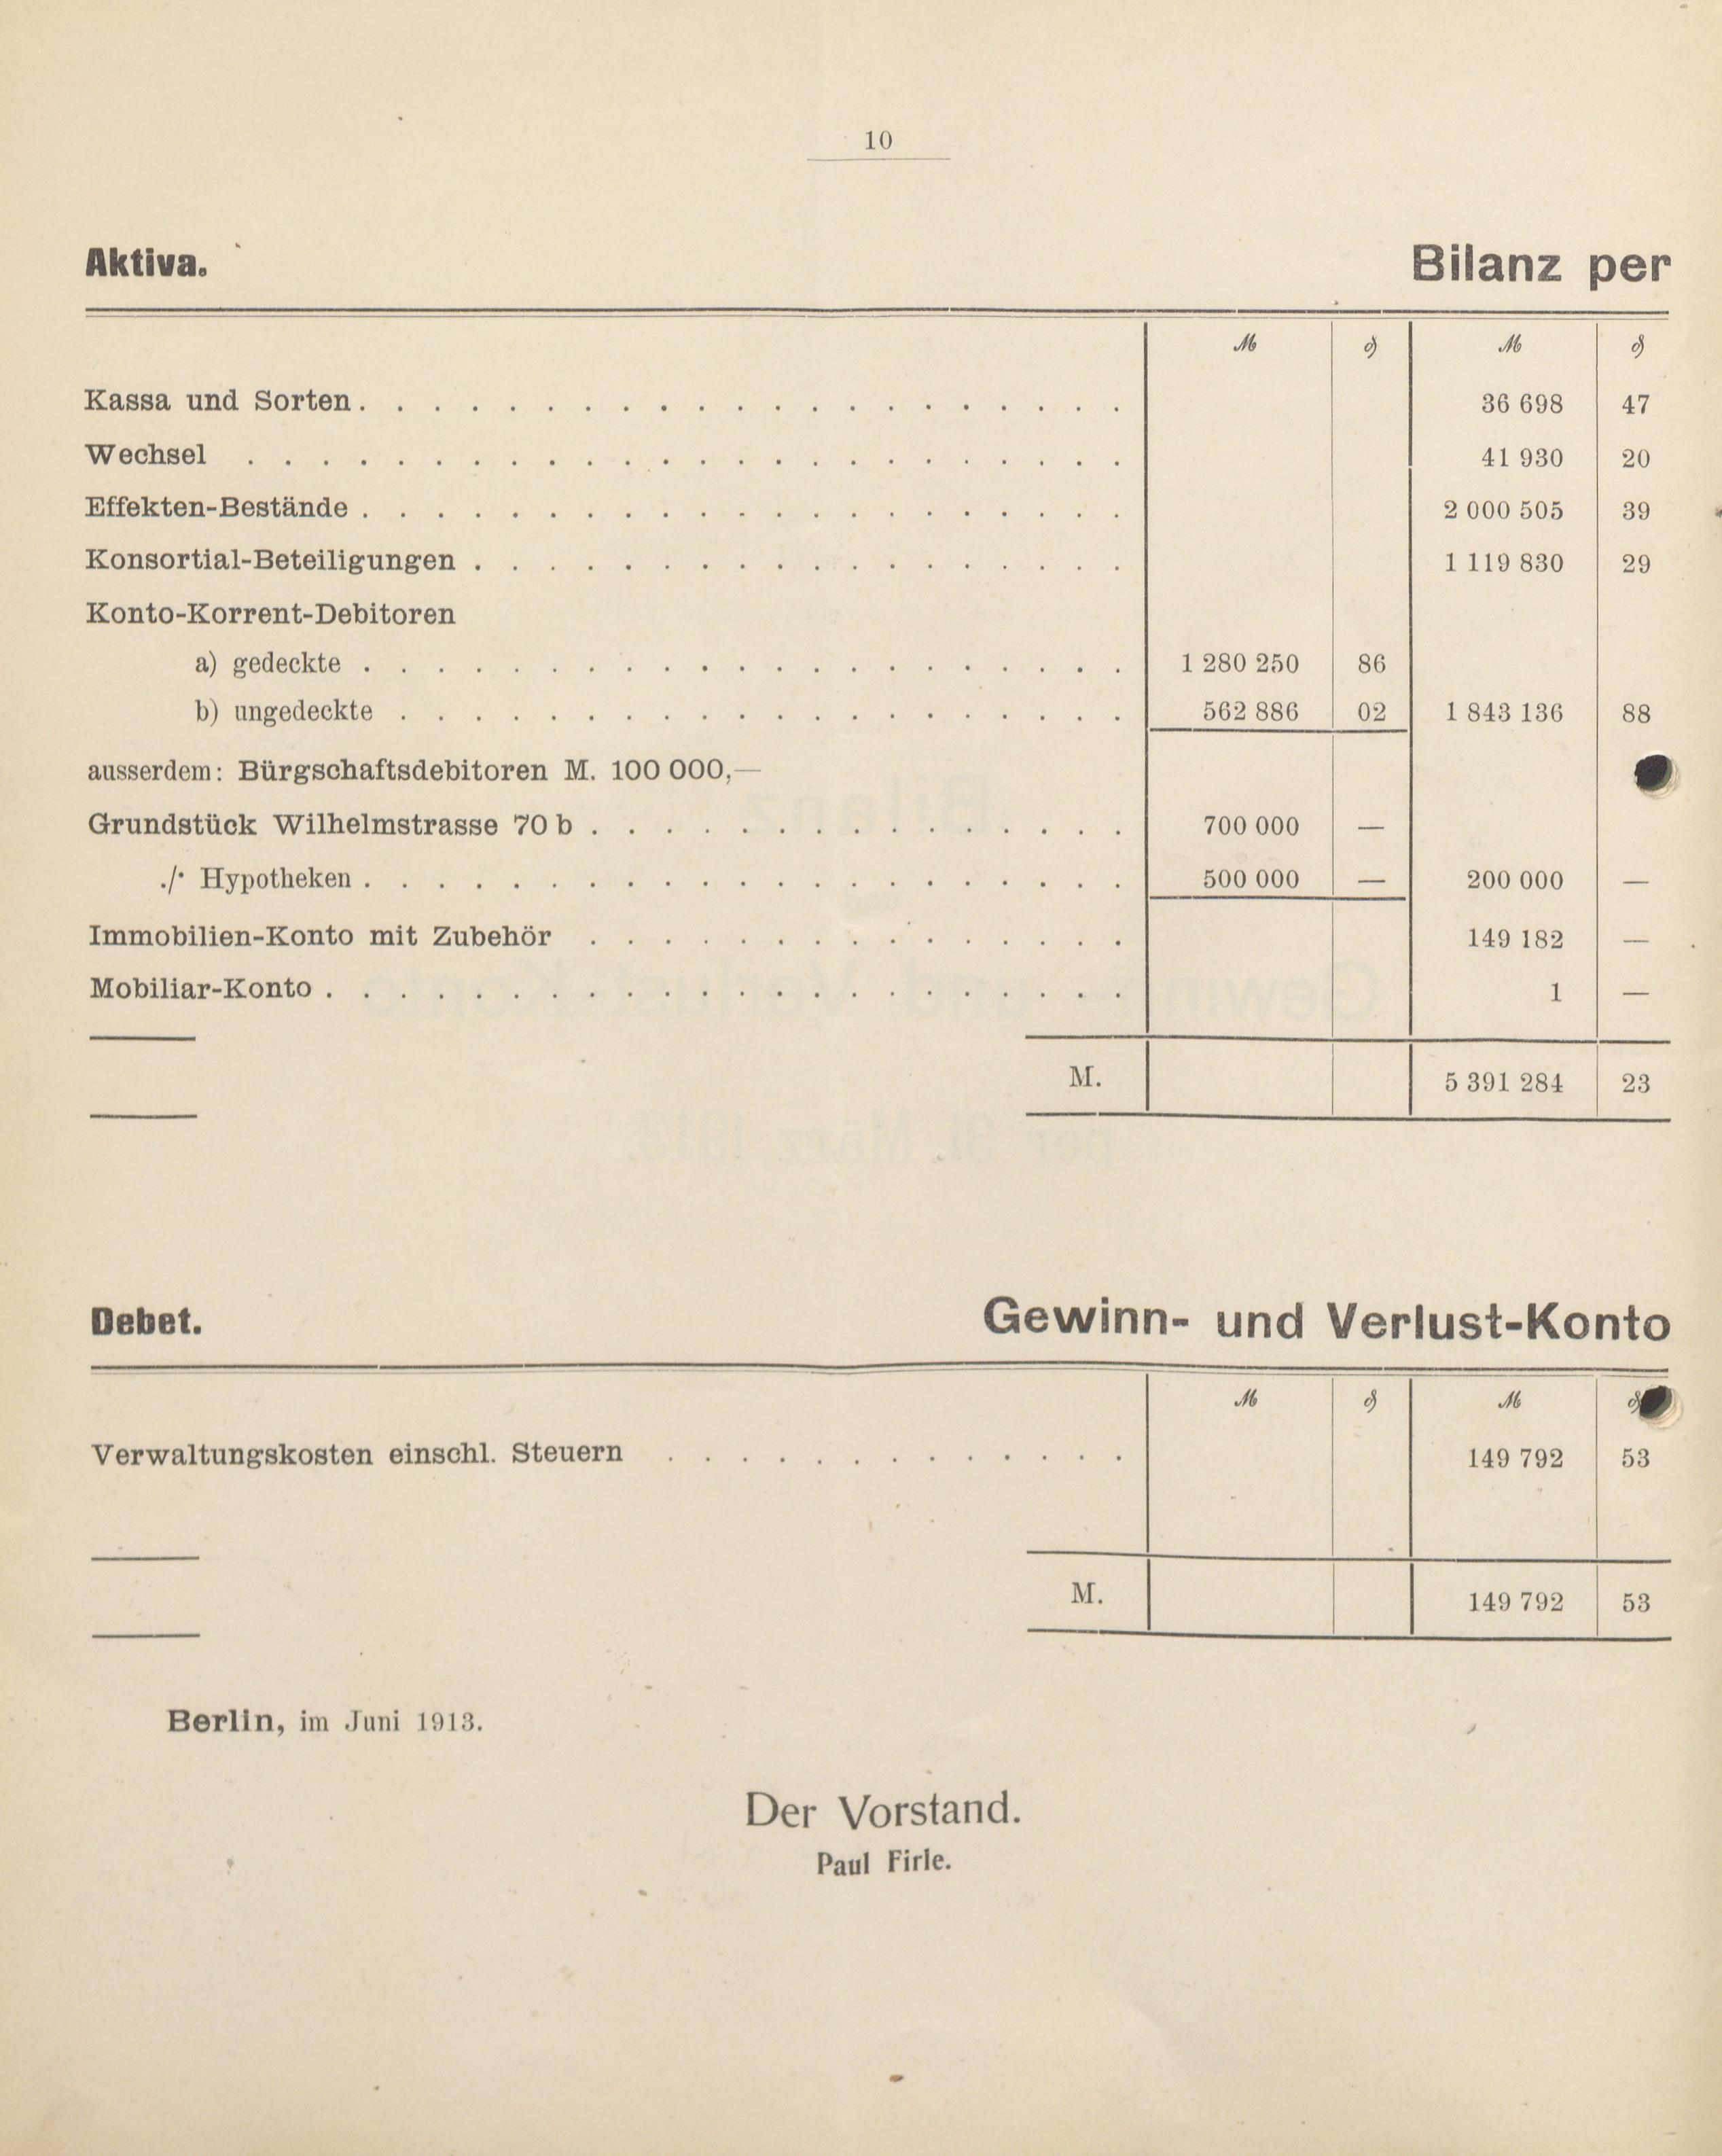 10
Aktiva. Bilanz per
ℳ ₰ ℳ ₰
Kassa und Sorten . . . . . . . . . . . . . . . . . . . . . 36 698 47
Wechsel . . . . . . . . . . . . . . . . . . . . . . . . 41 930 20
Effekten-Bestände . . . . . . . . . . . . . . . . . . . . . 2 000 505 39
Konsortial-Beteiligungen . . . . . . . . . . . . . . . . . . 1 119 830 29
Konto-Korrent-Debitoren
a) gedeckte . . . . . . . . . . . . . . . . . . . . . 1 280 250 86
b) ungedeckte . . . . . . . . . . . . . . . . . . . . 562 886 02 1 843 136 88
ausserdem: Bürgschaftsdebitoren M. 100 000,—
Grundstück Wilhelmstrasse 70 b . . . . . . . . . . . . . . . 700 000 —
./· Hypotheken . . . . . . . . . . . . . . . . . . . . . 500 000 — 200 000 —
Immobilien-Konto mit Zubehör . . . . . . . . . . . . . . . 149 182 —
Mobiliar-Konto . . . . . . . . . . . . . . . . . . . . . . 1 —
M. 5 391 284 23
Debet. Gewinn- und Verlust-Konto
ℳ ₰ ℳ ₰
Verwaltungskosten einschl. Steuern . . . . . . . . . . . . . 149 792 53
M. 149 792 53
Berlin, im Juni 1913.
Der Vorstand.
Paul Firle.